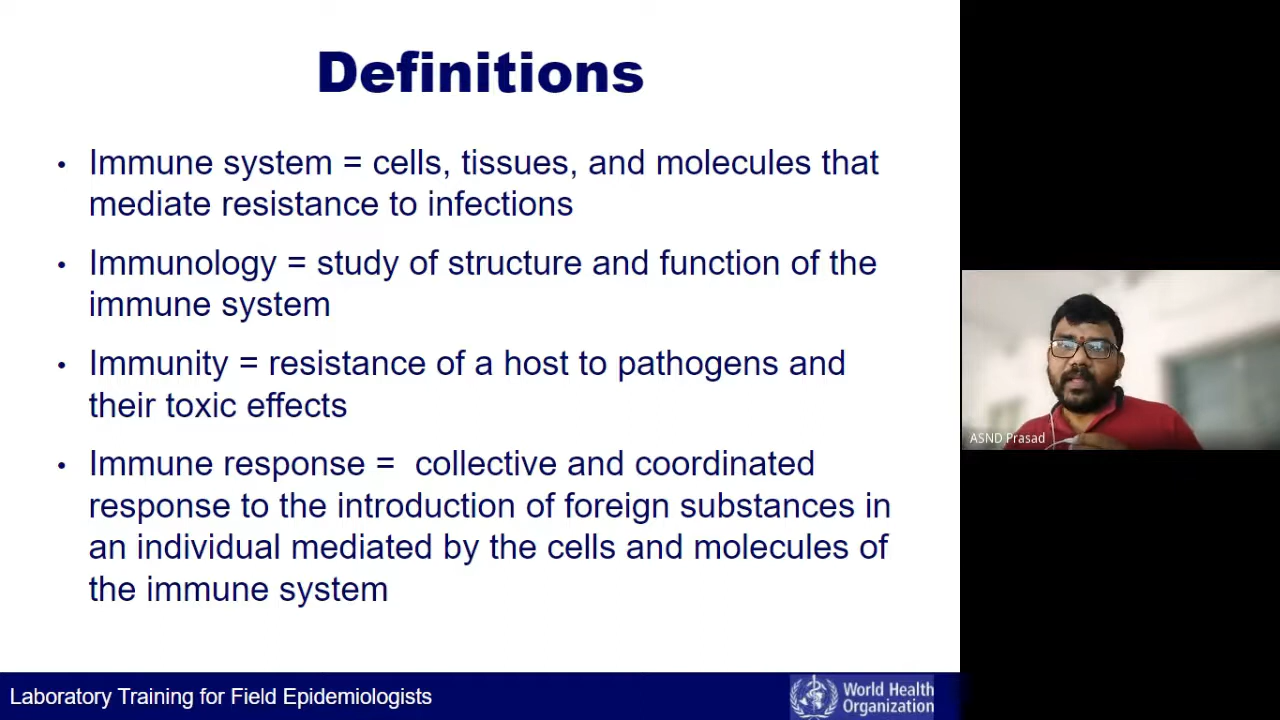 Definitions
• Immune system = cells, tissues, and molecules that
mediate resistance to infections
• Immunology = study of structure and function of the
immune system
• Immunity = resistance of a host to pathogens and
their toxic effects
• Immune response =  collective and coordinated
response to the introduction of foreign substances in
an individual mediated by the cells and molecules of
the immune system
ASND Prasad
Laboratory Training for Field Epidemiologists
World Health
Organization